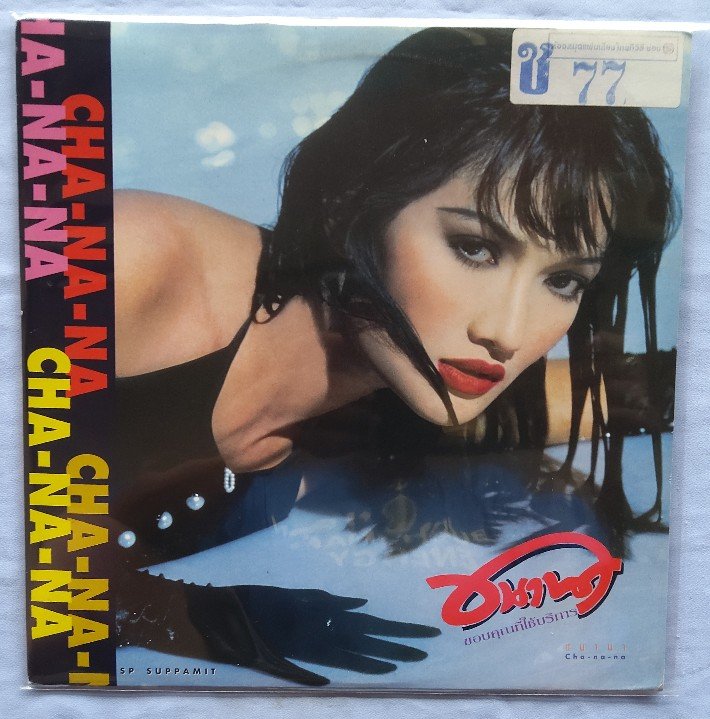 CHA-NA-NA
HA-NA-NA
CHA-NA-NA
CHA-NA-N
ช 77
ชนานา
ขอบคุณที่ใช้บริการ
ชนานา
Cha-na-na
SP SUPPAMIT